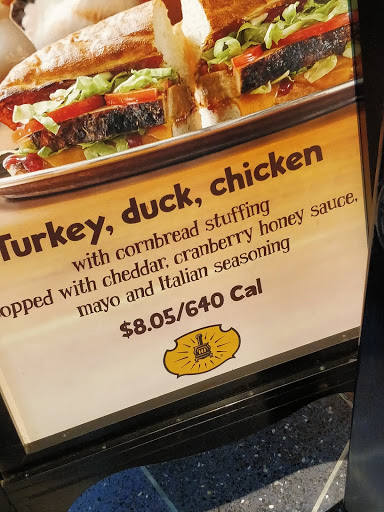 Turkey, duck, chicken
with cornbread stuffing
opped with cheddar, cranberry honey sauce,
mayo and Italian seasoning
$8.05/640 Cal